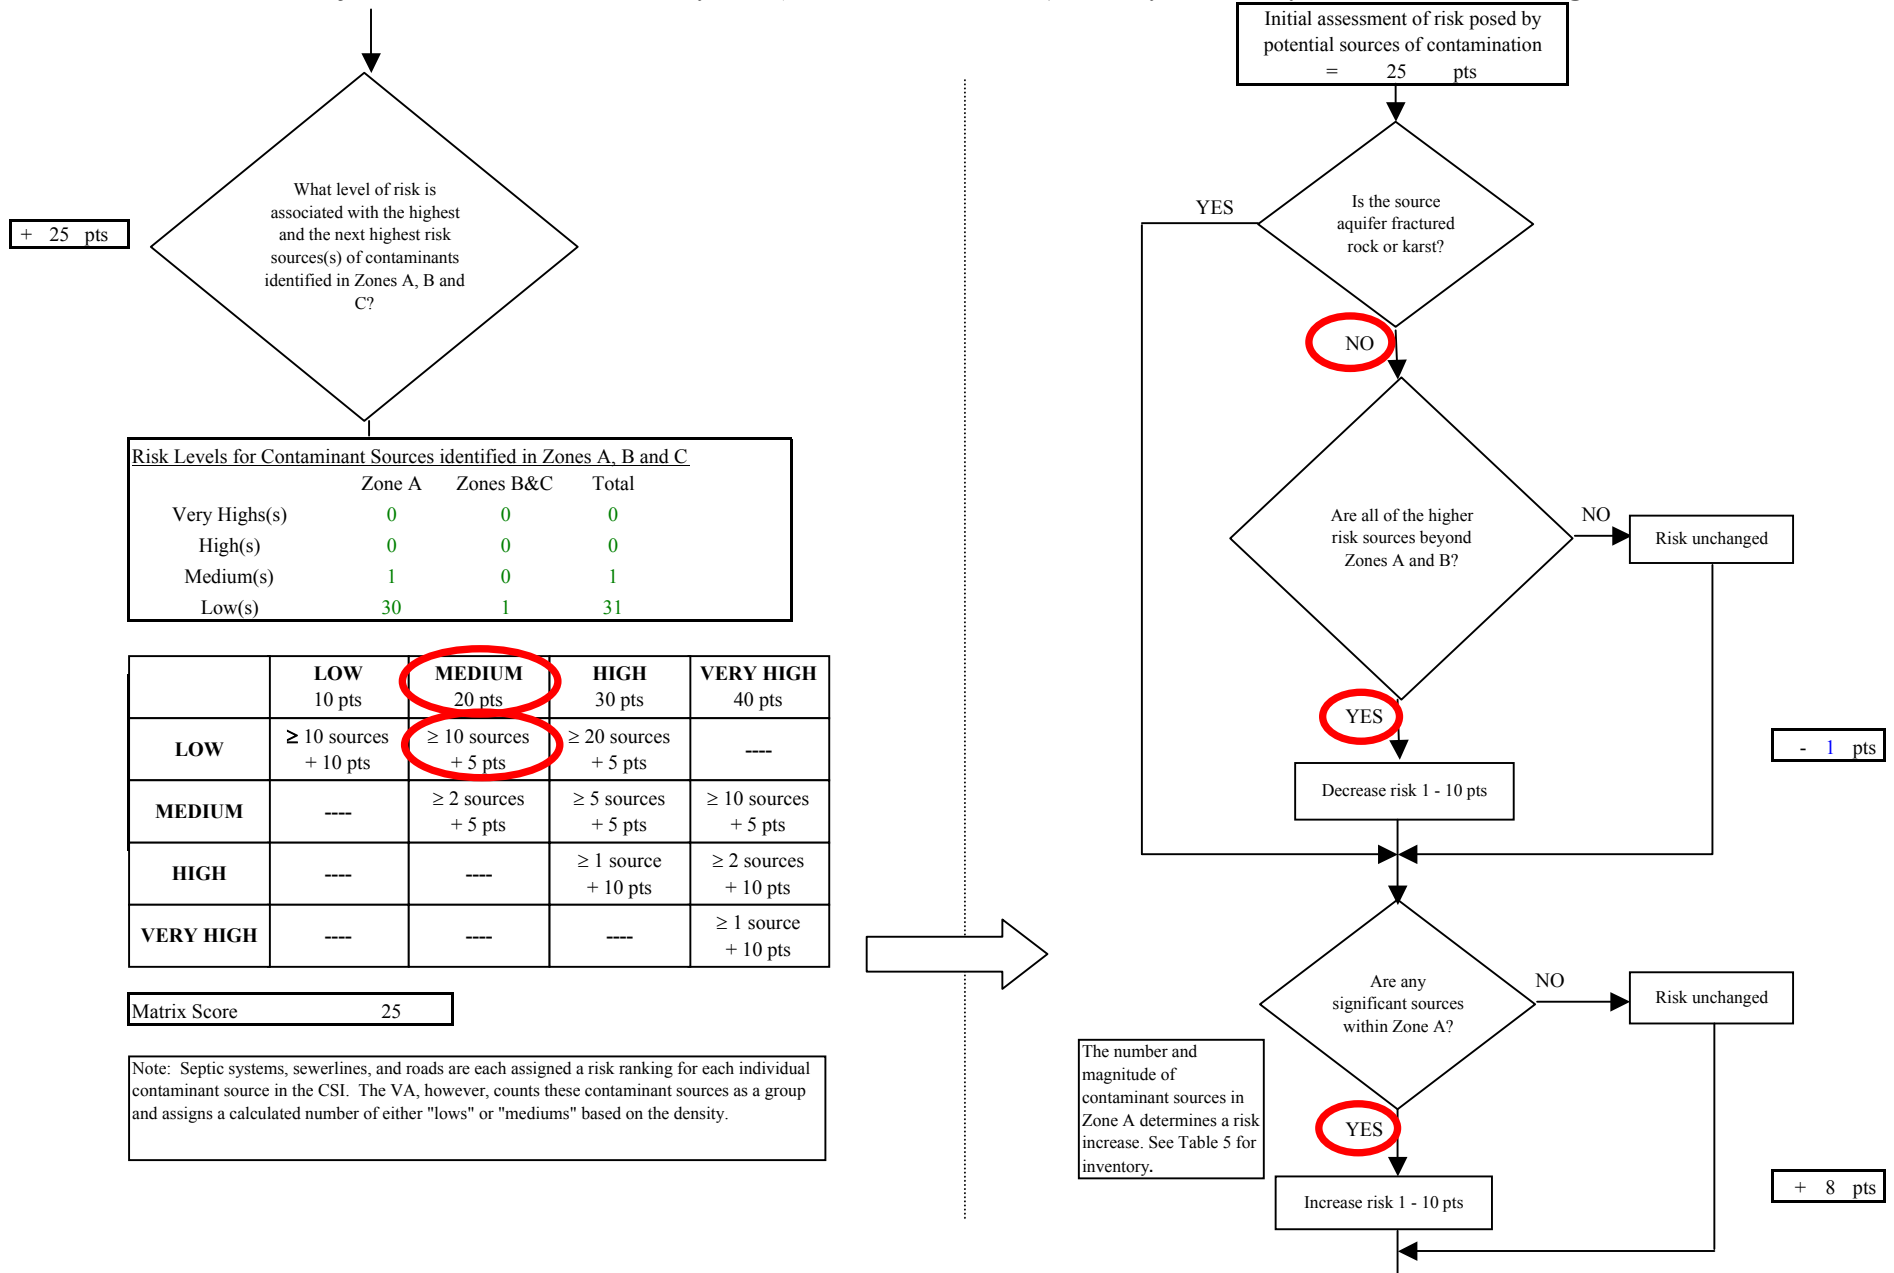 + 25 pts
What level of risk is
associated with the highest
and the next highest risk
sources(s) of contaminants
identified in Zones A, B and
C?
Risk Levels for Contaminant Sources identified in Zones A, B and C
Zone A Zones B&C Total
Very Highs(s) 0 0 0
High(s) 0 0 0
Medium(s) 1 0 1
Low(s) 30 1 31
LOW MEDIUM HIGH VERY HIGH
10 pts 20 pts 30 pts 40 pts
LOW
≥ 10 sources ≥ 10 sources ≥ 20 sources ----
+ 10 pts + 5 pts + 5 pts
MEDIUM
---- ≥ 2 sources ≥ 5 sources ≥ 10 sources
+ 5 pts + 5 pts + 5 pts
HIGH
---- ---- ≥ 1 source ≥ 2 sources
+ 10 pts + 10 pts
VERY HIGH
---- ---- ---- ≥ 1 source
+ 10 pts
Matrix Score 25
Note: Septic systems, sewerlines, and roads are each assigned a risk ranking for each individual
contaminant source in the CSI. The VA, however, counts these contaminant sources as a group
and assigns a calculated number of either "lows" or "mediums" based on the density.
Initial assessment of risk posed by
potential sources of contamination
= 25 pts
Is the source
aquifer fractured
rock or karst?
YES
NO
Are all of the higher
risk sources beyond
Zones A and B?
NO
Risk unchanged
YES
Decrease risk 1 - 10 pts
- 1 pts
Are any
significant sources
within Zone A?
NO
Risk unchanged
The number and
magnitude of
contaminant sources in
Zone A determines a risk
increase. See Table 5 for
inventory.
YES
Increase risk 1 - 10 pts
+ 8 pts